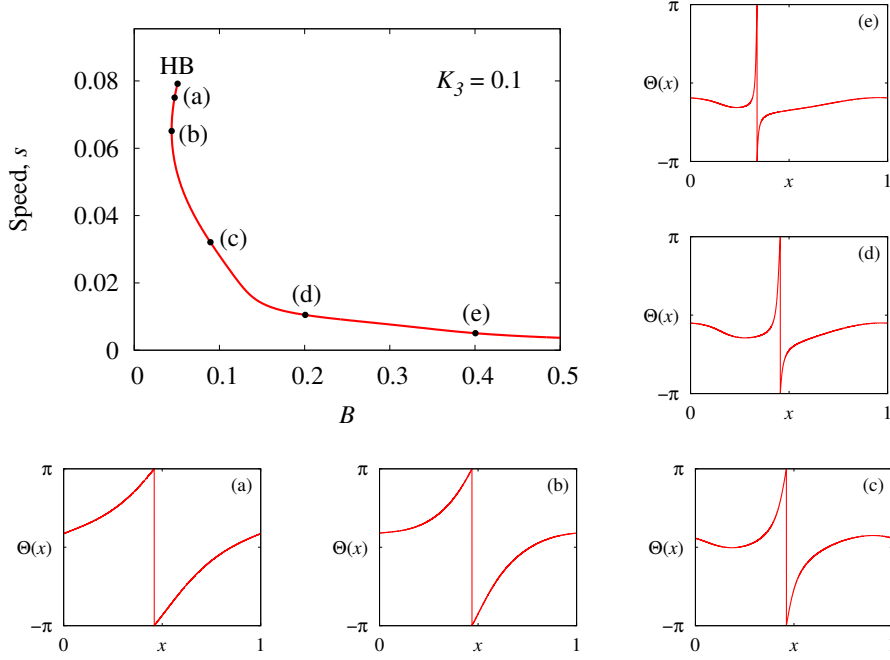 0.08
0.06
0.04
0.02
0
Speed, s
HB
(a)
(b)
(c)
(d)
(e)
K3 = 0.1
0
0.1
0.2
0.3
0.4
0.5
B
(e)
π
Θ(x)
−π
0
x
1
(d)
π
Θ(x)
−π
0
x
1
(a)
π
Θ(x)
−π
0
x
1
(b)
π
Θ(x)
−π
0
x
1
(c)
π
Θ(x)
−π
0
x
1